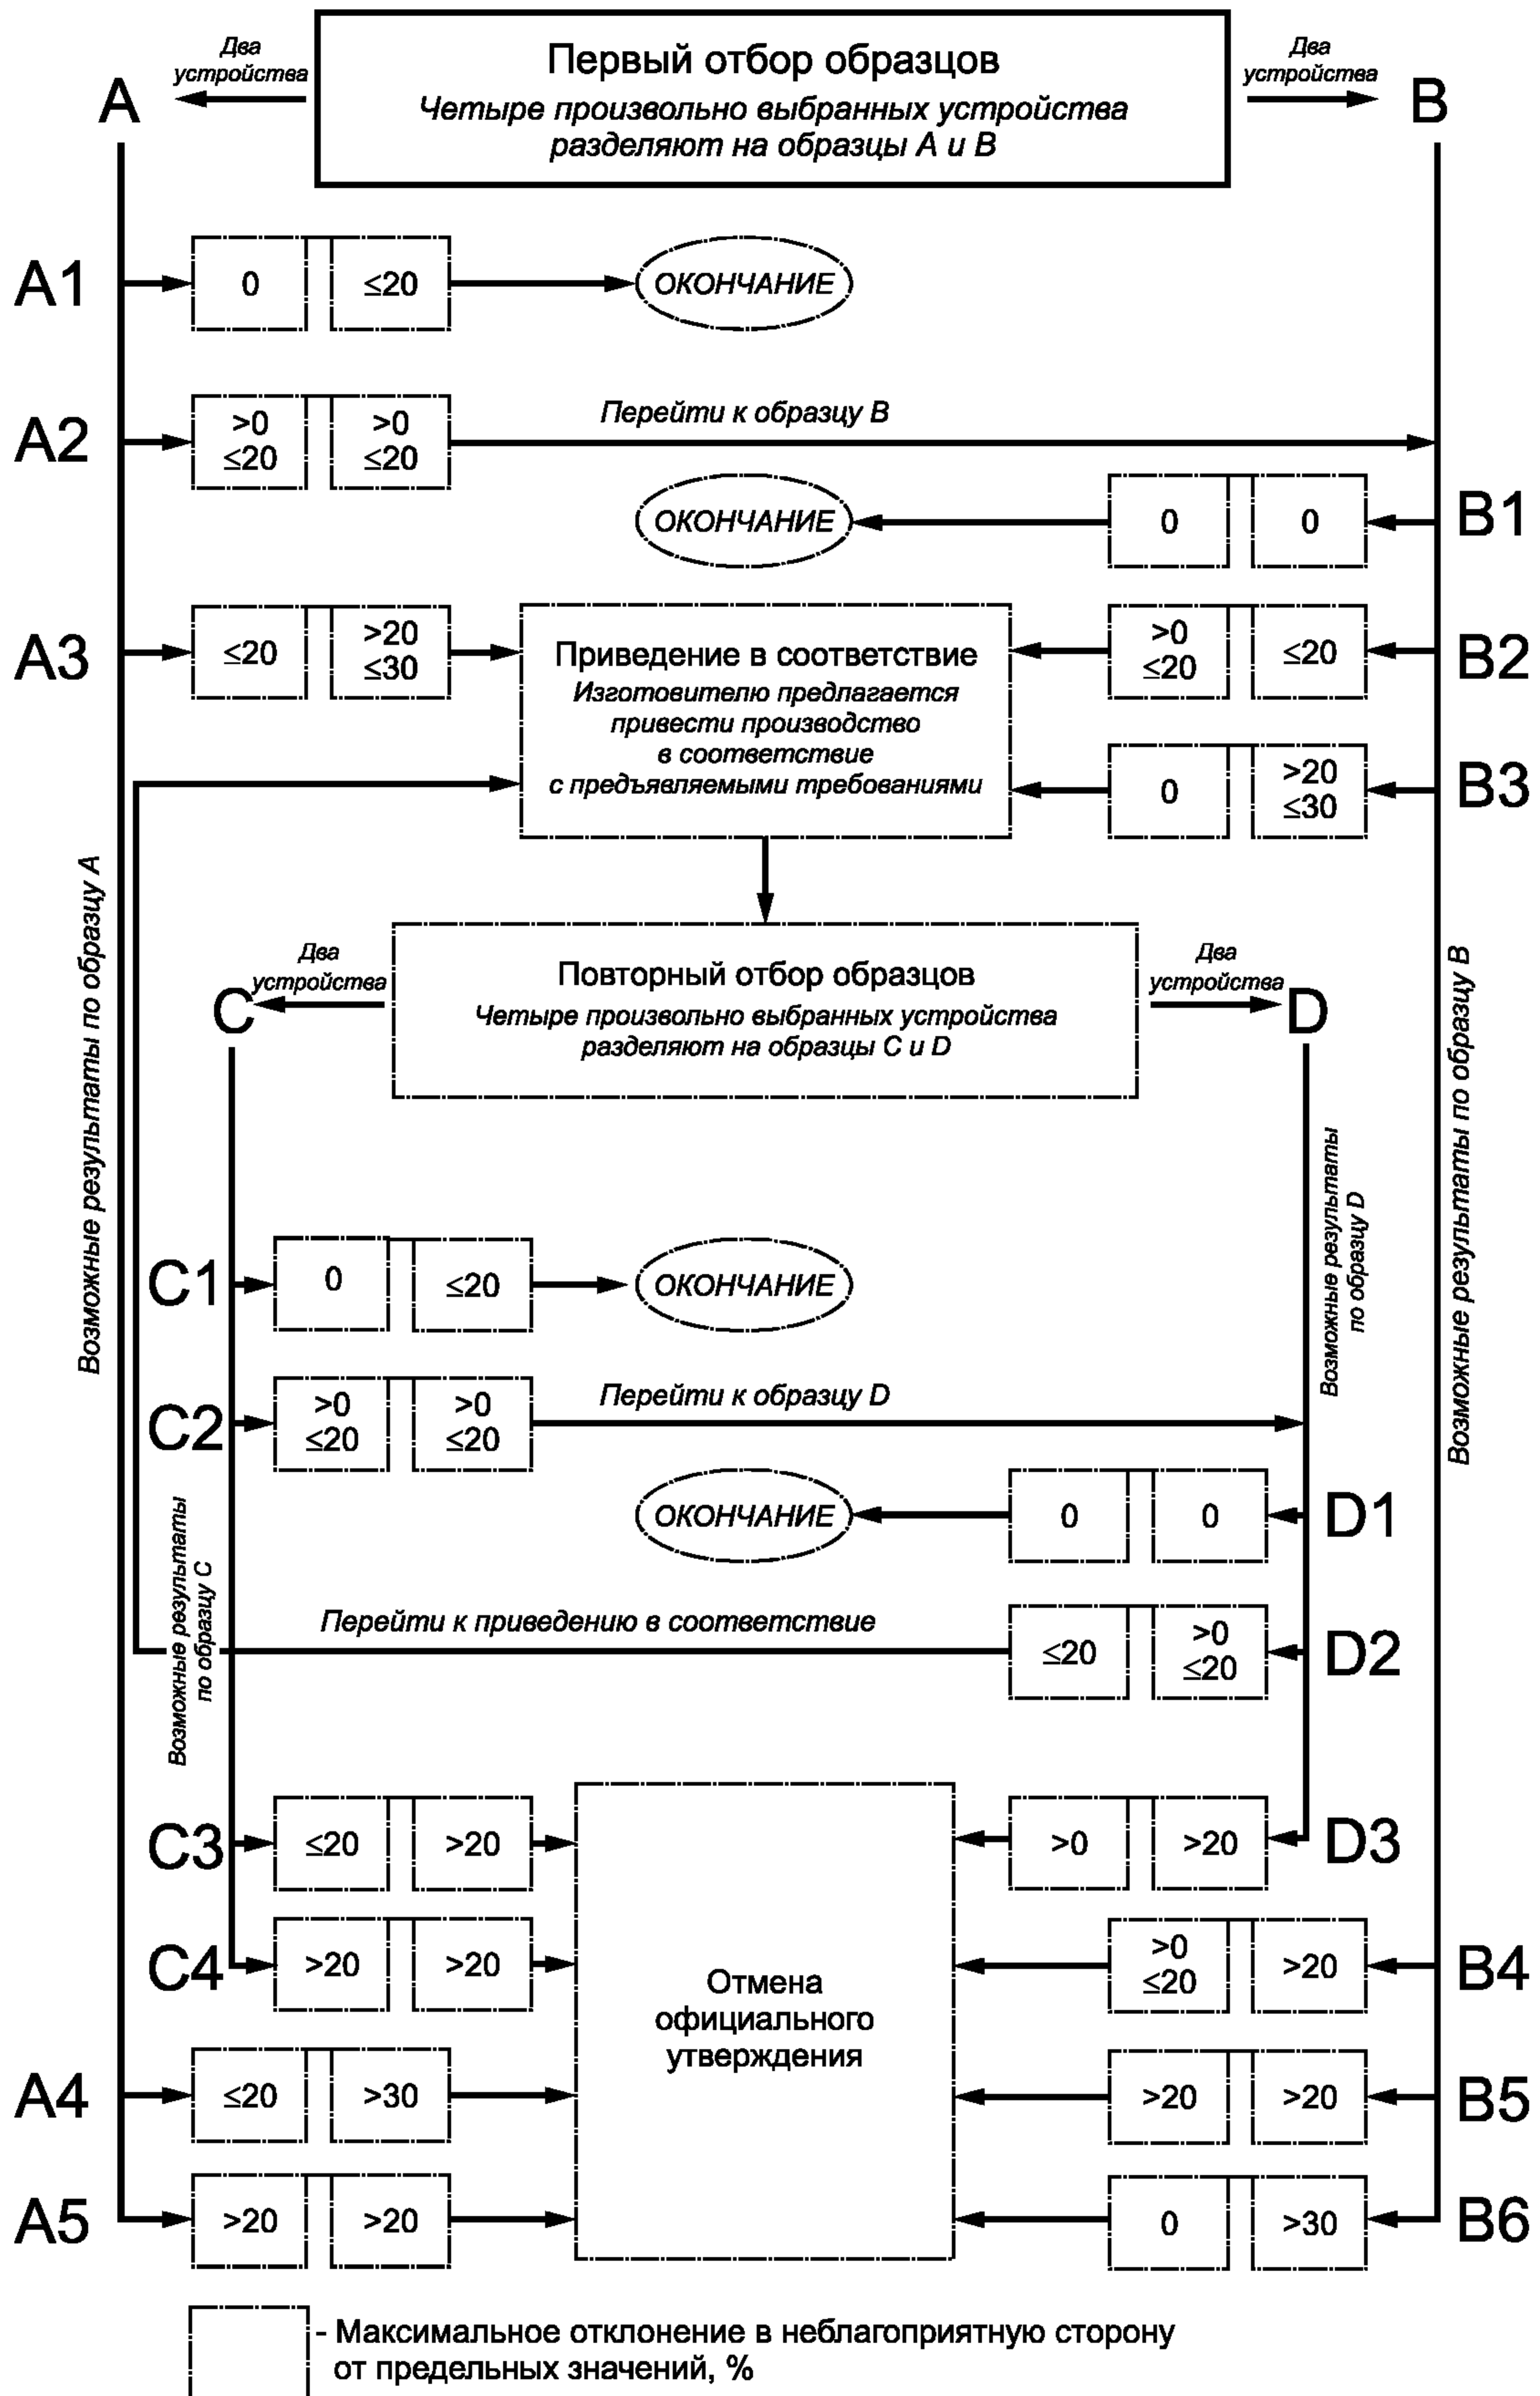 Два
устройства
Первый отбор образцов
Два
устройства
A
Четыре произвольно выбранных устройства
разделяют на образцы A и B
B
A1
0
≤20
ОКОНЧАНИЕ
A2
>0
≤20
>0
≤20
Перейти к образцу B
ОКОНЧАНИЕ
0
0
B1
A3
≤20
>20
≤30
Приведение в соответствие
Изготовителю предлагается
привести производство
в соответствие
с предъявляемыми требованиями
>0
≤20
≤20
B2
0
>20
≤30
B3
Возможные результаты по образцу A
Возможные результаты по образцу B
Два
устройства
Повторный отбор образцов
Два
устройства
C
Четыре произвольно выбранных устройства
разделяют на образцы C и D
D
Возможные результаты
по образцу D
C1
0
≤20
ОКОНЧАНИЕ
C2
>0
≤20
>0
≤20
Перейти к образцу D
Возможные результаты
по образцу C
ОКОНЧАНИЕ
0
0
D1
Перейти к приведению в соответствие
≤20
>0
≤20
D2
C3
≤20
>20
>0
>20
D3
C4
>20
>20
Отмена
официального
утверждения
>0
≤20
>20
B4
A4
≤20
>30
>20
>20
B5
A5
>20
>20
0
>30
B6
- Максимальное отклонение в неблагоприятную сторону
от предельных значений, %